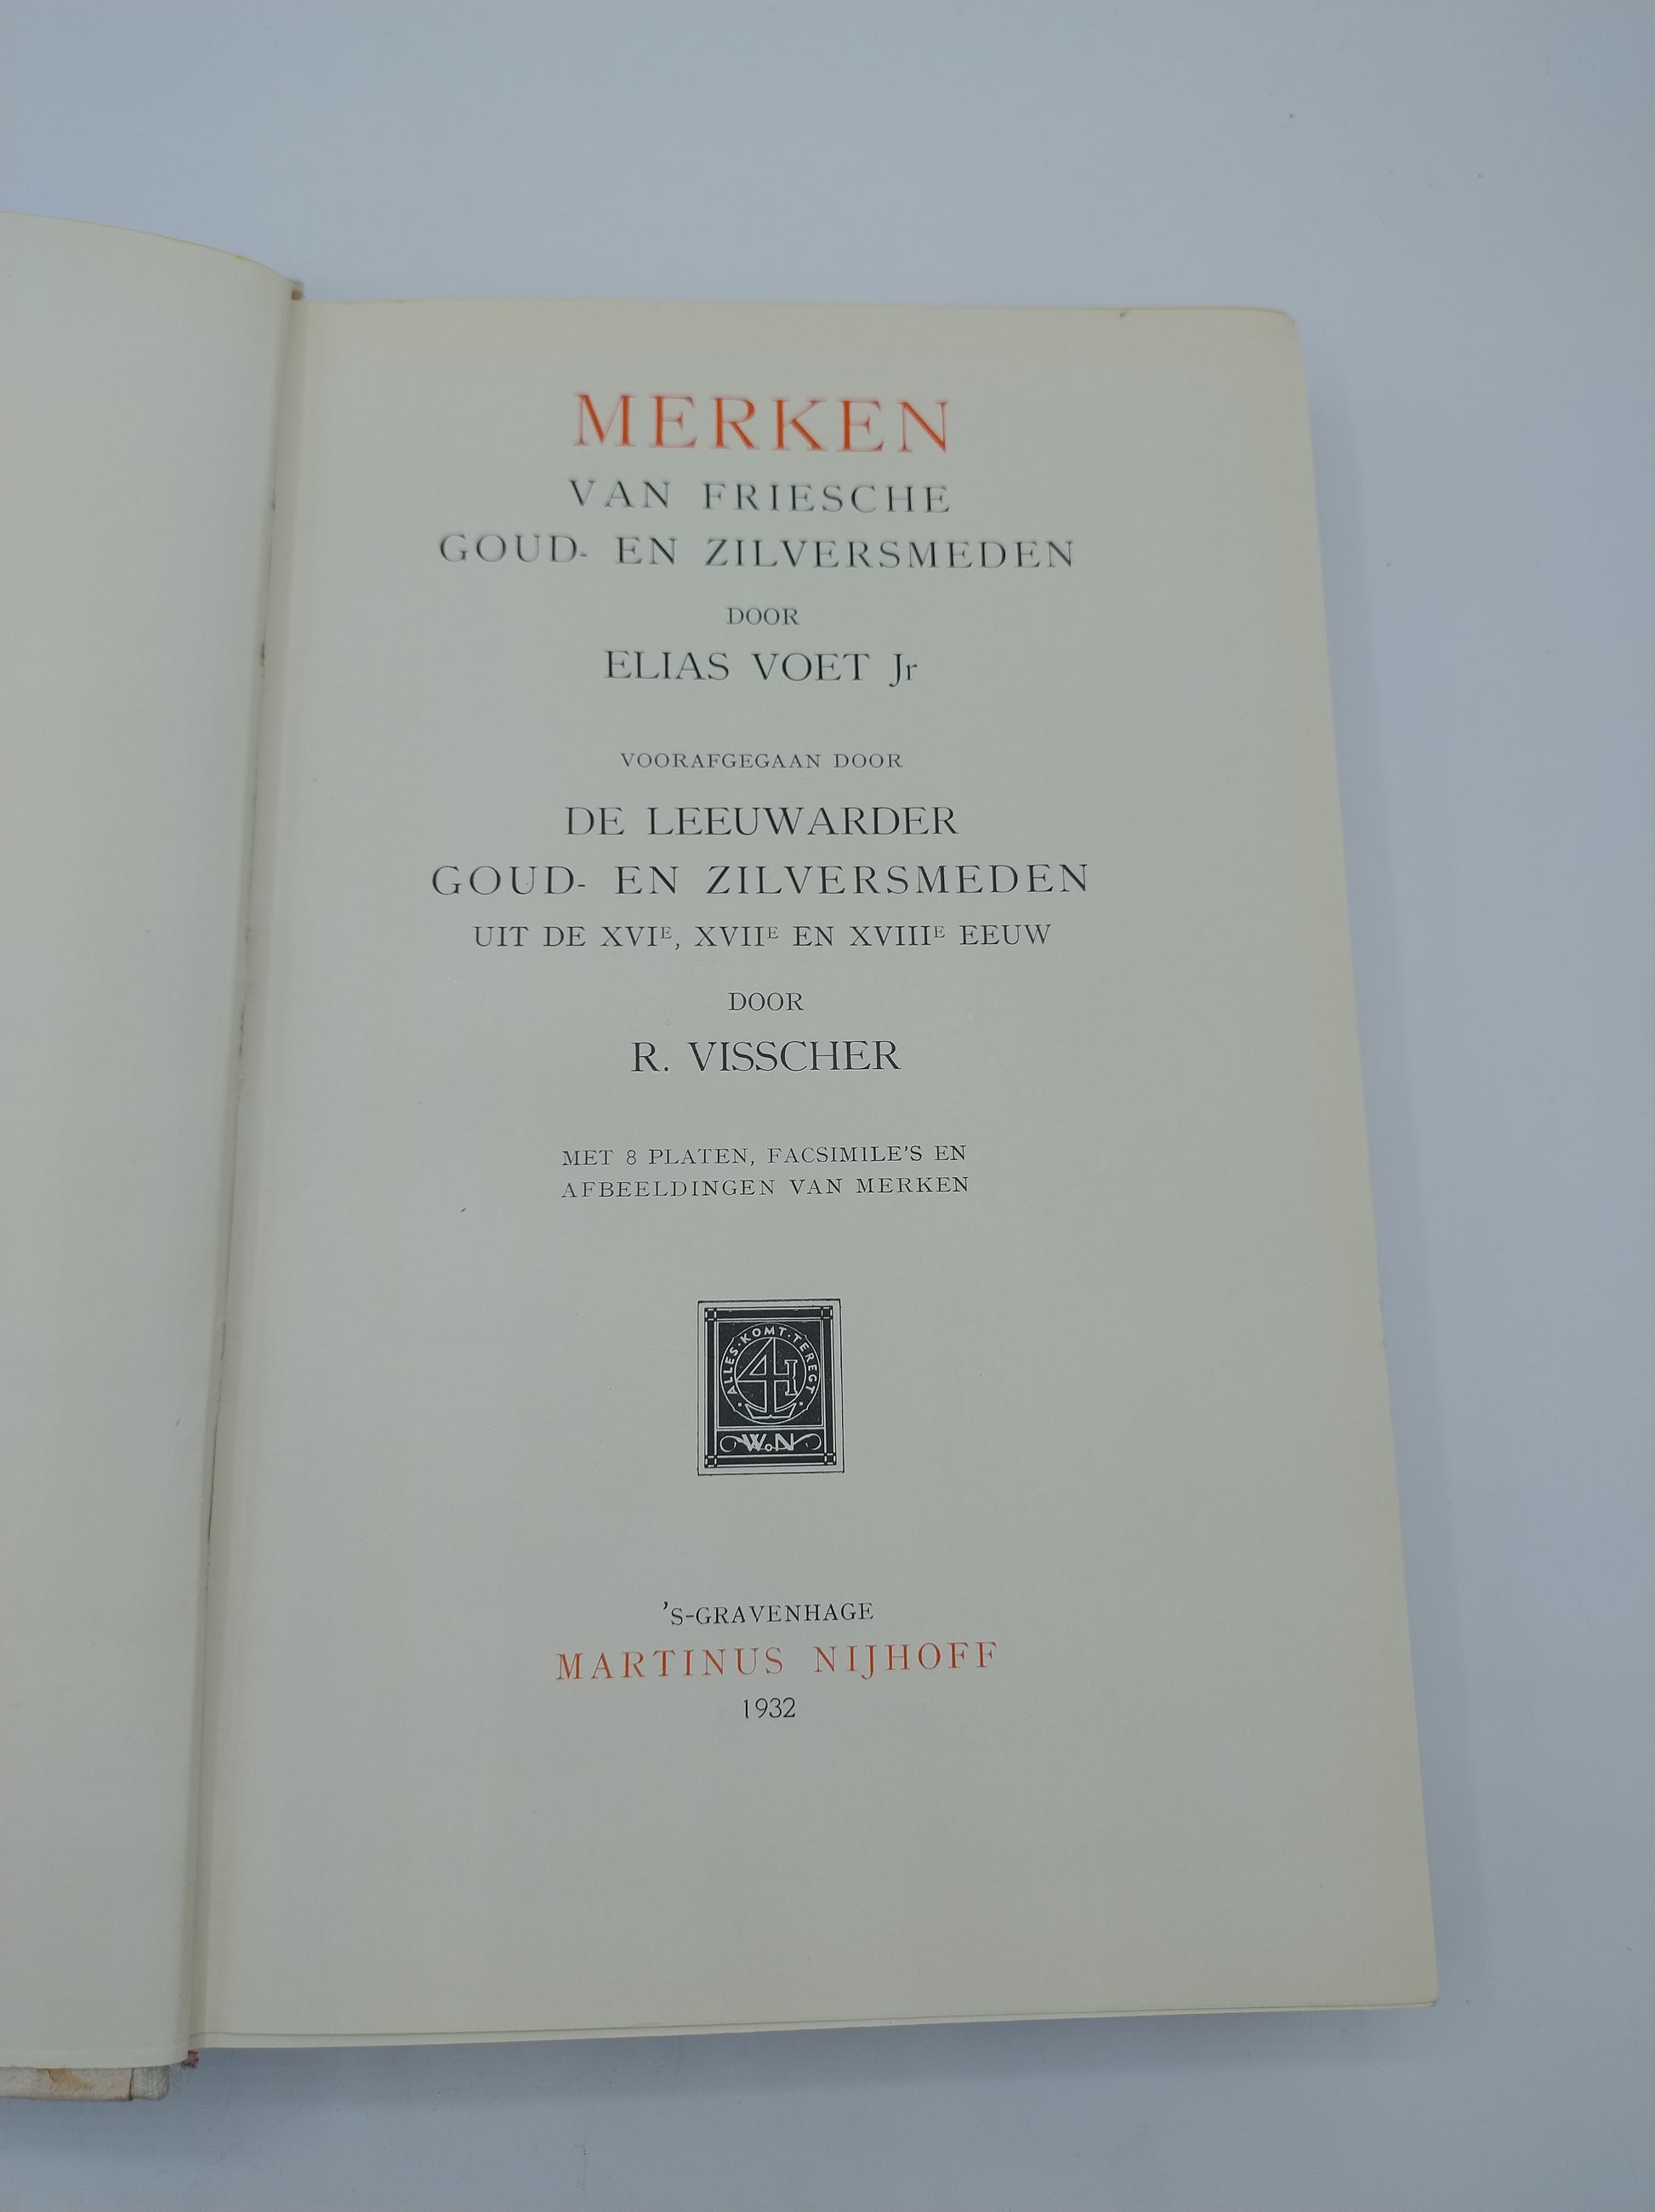 MERKEN
VAN FRIESCHE
GOUD- EN ZILVERSMEDEN
DOOR
ELIAS VOET Jr
VOORAFGEGAAN DOOR
DE LEEUWARDER
GOUD- EN ZILVERSMEDEN
UIT DE XVIᴱ, XVIIᴱ EN XVIIIᴱ EEUW
DOOR
R. VISSCHER
MET 8 PLATEN, FACSIMILE'S EN
AFBEELDINGEN VAN MERKEN
ALLES·KOMT·TEREGT
W.N
'S-GRAVENHAGE
MARTINUS NIJHOFF
1932